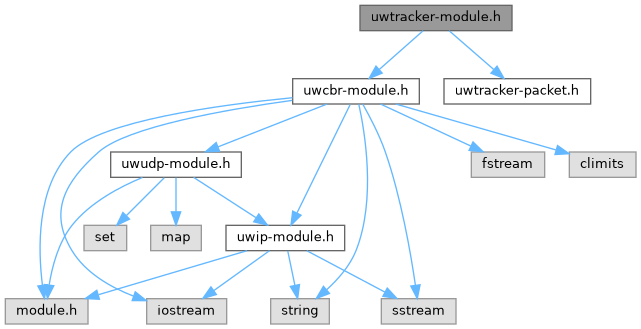 uwtracker-module.h
uwcbr-module.h
uwtracker-packet.h
uwudp-module.h
fstream
climits
set
map
uwip-module.h
module.h
iostream
string
sstream